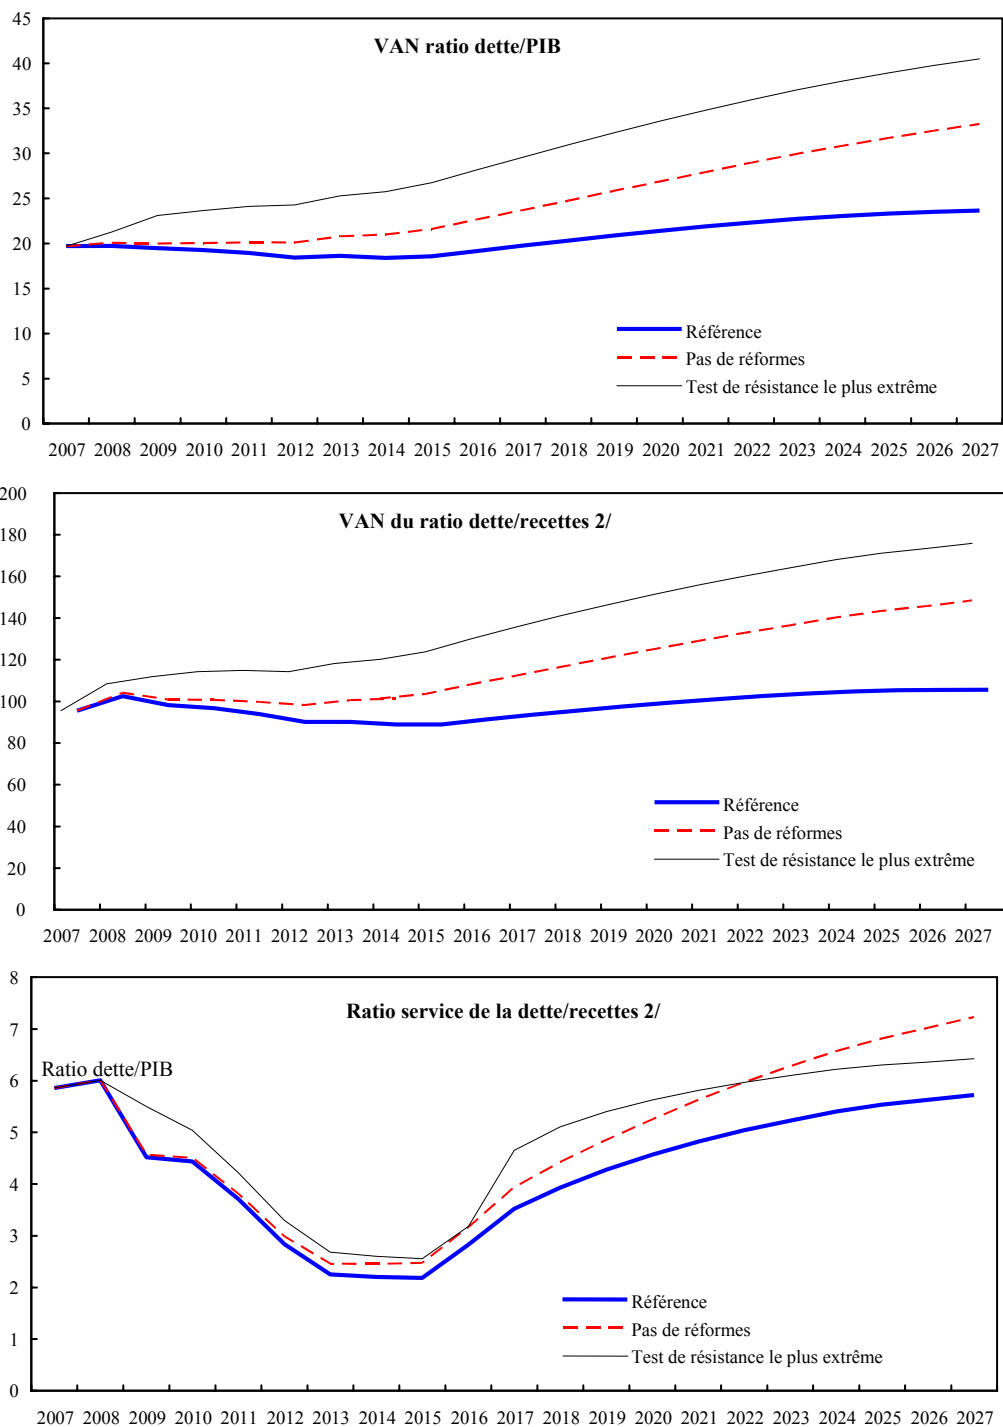 VAN ratio dette/PIB
45
40
35
30
25
20
15
10
5
0
Référence
Pas de réformes
Test de résistance le plus extrême
2007 2008 2009 2010 2011 2012 2013 2014 2015 2016 2017 2018 2019 2020 2021 2022 2023 2024 2025 2026 2027
VAN du ratio dette/recettes 2/
200
180
160
140
120
100
80
60
40
20
0
Référence
Pas de réformes
Test de résistance le plus extrême
2007 2008 2009 2010 2011 2012 2013 2014 2015 2016 2017 2018 2019 2020 2021 2022 2023 2024 2025 2026 2027
Ratio service de la dette/recettes 2/
8
7
Ratio dette/PIB
6
5
4
3
2
1
0
Référence
Pas de réformes
Test de résistance le plus extrême
2007 2008 2009 2010 2011 2012 2013 2014 2015 2016 2017 2018 2019 2020 2021 2022 2023 2024 2025 2026 2027